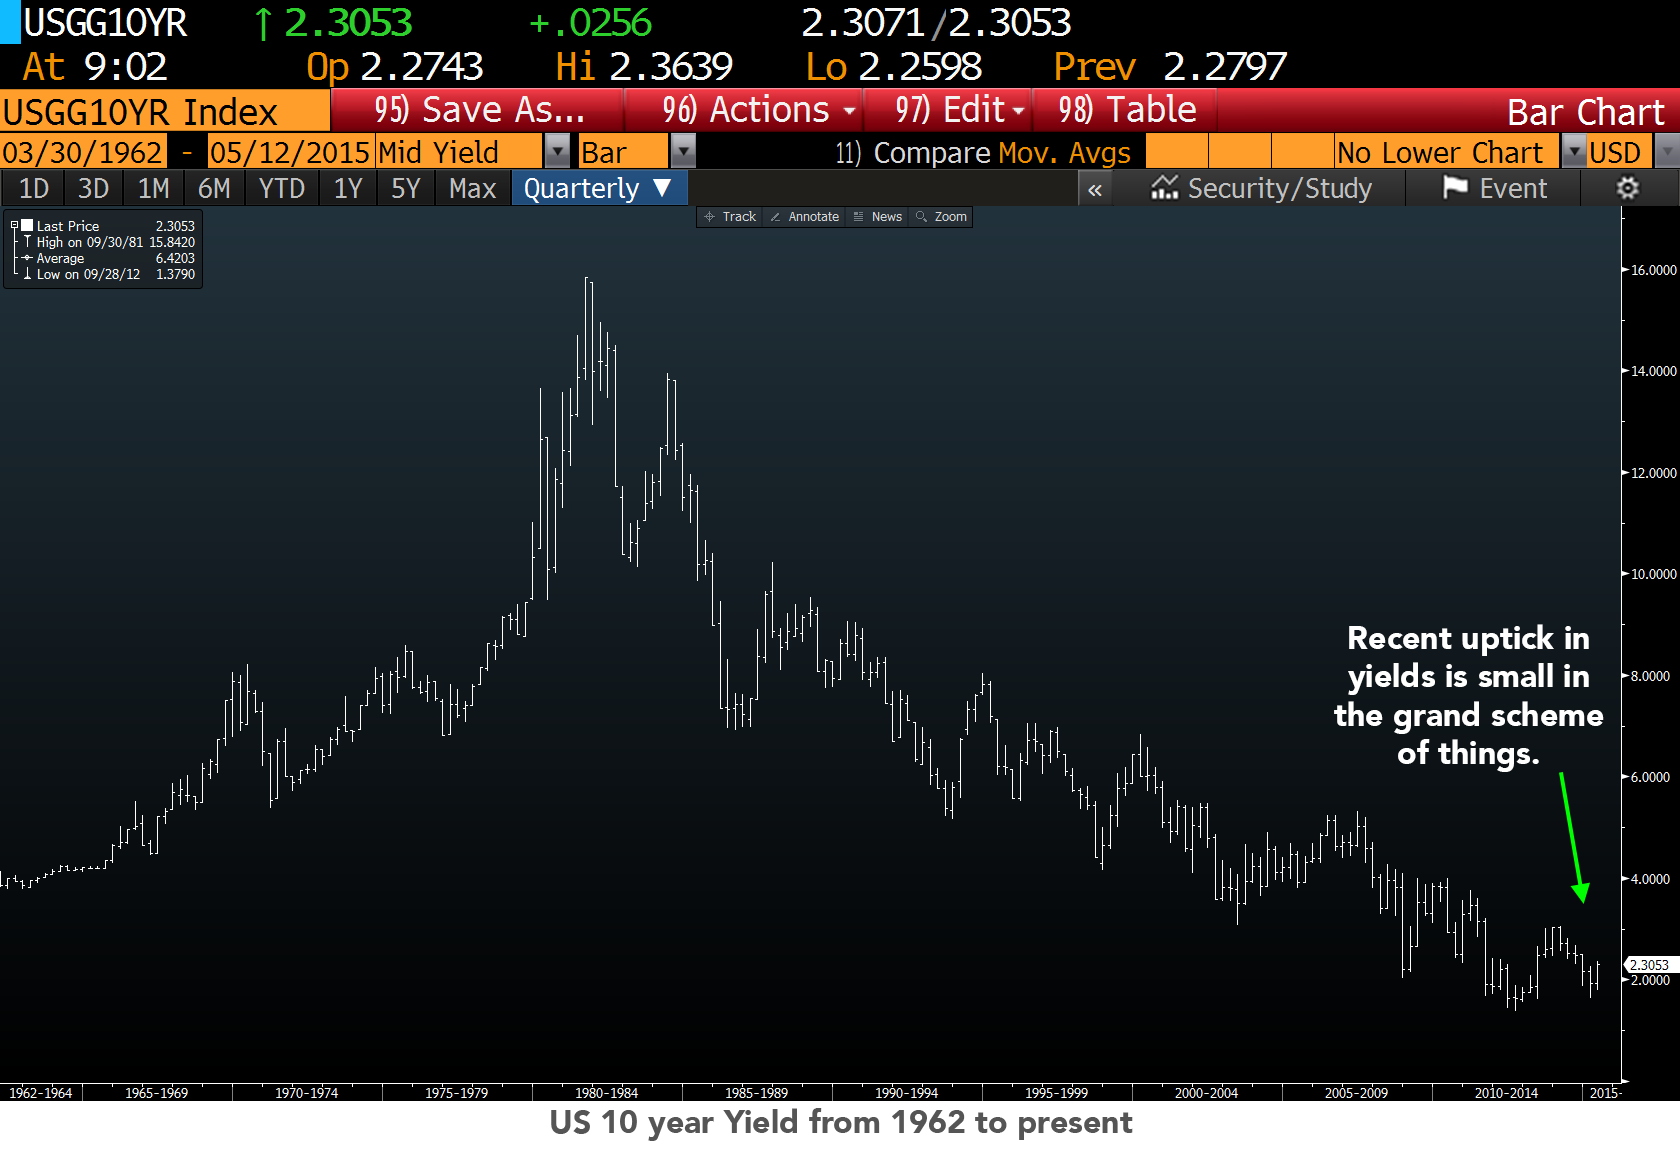 USGG10YR ↑ 2.3053 +.0256 2.3071/2.3053
At 9:02 Op 2.2743 Hi 2.3639 Lo 2.2598 Prev 2.2797
USGG10YR Index 95) Save As... 96) Actions 97) Edit 98) Table Bar Chart
03/30/1962 - 05/12/2015 Mid Yield Bar 11) Compare Mov. Avgs No Lower Chart USD
1D 3D 1M 6M YTD 1Y 5Y Max Quarterly ▼ « Security/Study Event
Track Annotate News Zoom
Last Price 2.3053
High on 09/30/81 15.8420
Average 6.4203
Low on 09/28/12 1.3790
16.0000
14.0000
12.0000
10.0000
8.0000
6.0000
4.0000
2.3053
2.0000
Recent uptick in
yields is small in
the grand scheme
of things.
1962-1964 1965-1969 1970-1974 1975-1979 1980-1984 1985-1989 1990-1994 1995-1999 2000-2004 2005-2009 2010-2014 2015-
US 10 year Yield from 1962 to present